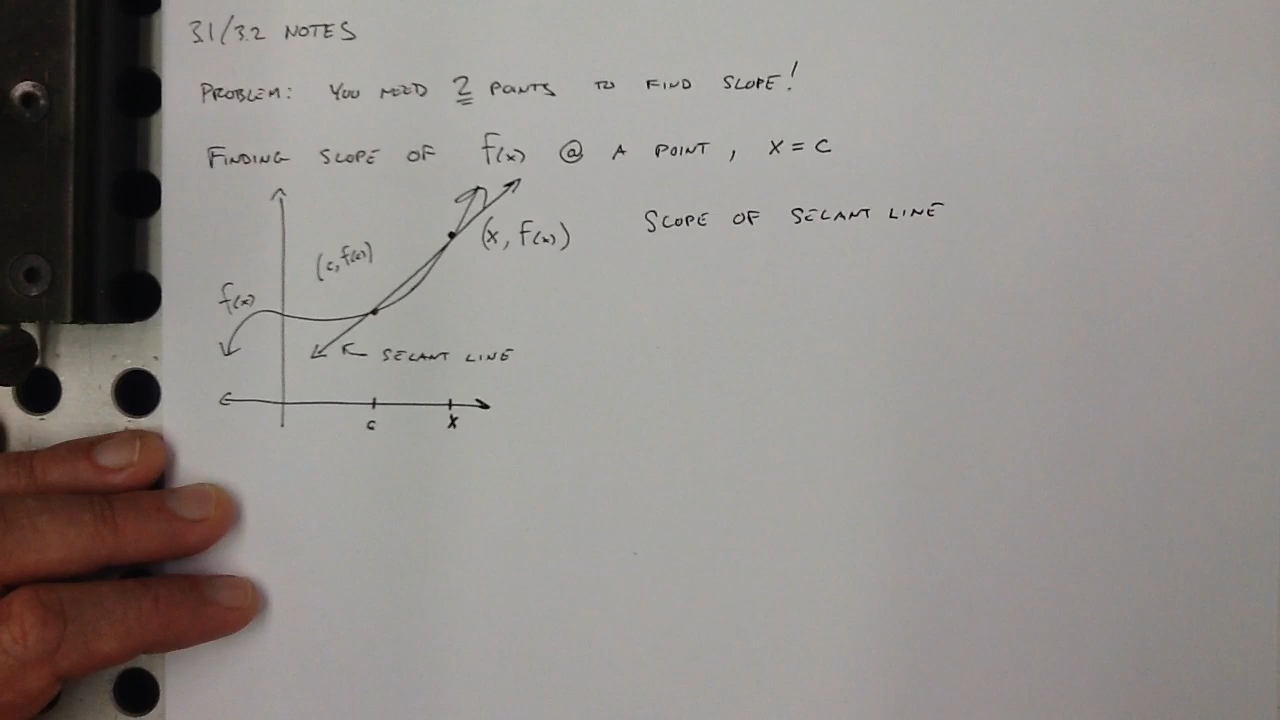 3.1/3.2 NOTES
PROBLEM: YOU NEED 2 POINTS TO FIND SLOPE!
FINDING SLOPE OF f(x) @ A POINT, X = C
SLOPE OF SECANT LINE
(x, f(x))
(c, f(c))
f(x)
SECANT LINE
c x